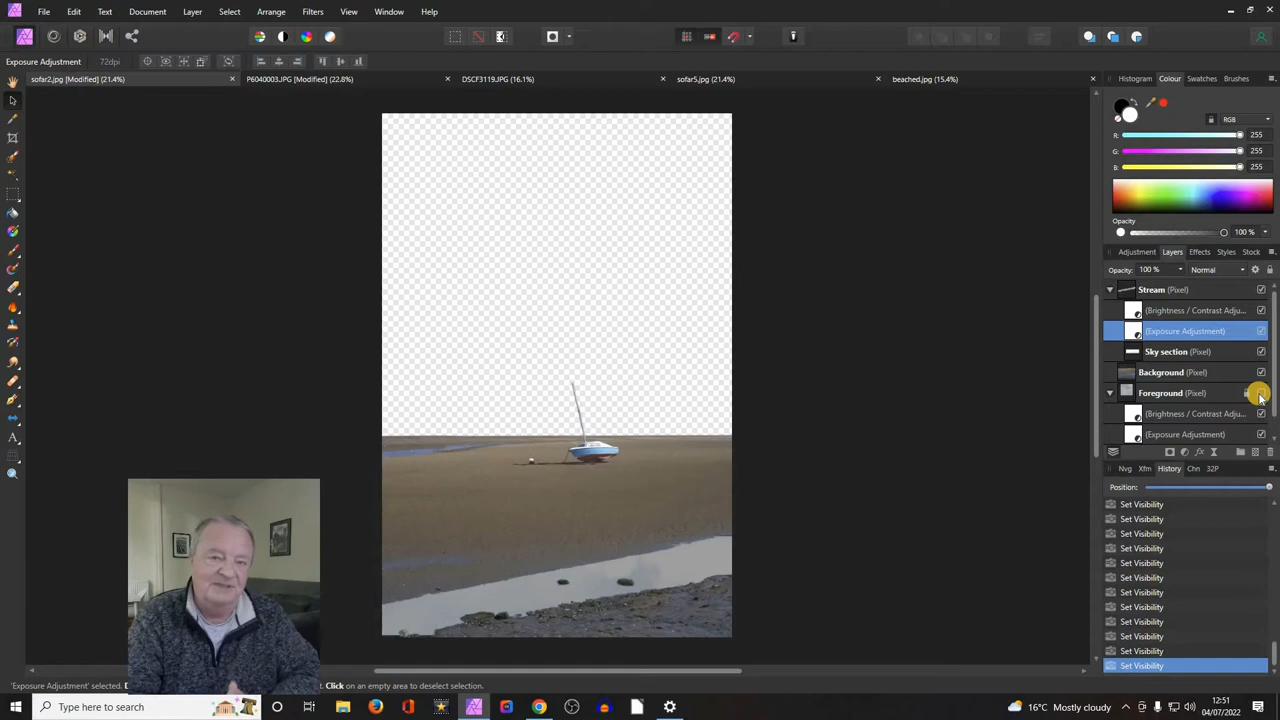 File Edit Text Document Layer Select Arrange Filters View Window Help
Exposure Adjustment 72dpi
sofar2.jpg [Modified] (21.4%) P6040003.JPG [Modified] (22.8%) DSCF3119.JPG (16.1%) sofar5.jpg (21.4%) beached.jpg (15.4%)
Histogram Colour Swatches Brushes
RGB
R: 255
G: 255
B: 255
Opacity
100 %
Adjustment Layers Effects Styles Stock
Opacity: 100 % Normal
Stream (Pixel)
(Brightness / Contrast Adju...
(Exposure Adjustment)
Sky section (Pixel)
Background (Pixel)
Foreground (Pixel)
(Brightness / Contrast Adju...
(Exposure Adjustment)
Nvg Xfm History Chn 32P
Position:
Set Visibility
Set Visibility
Set Visibility
Set Visibility
Set Visibility
Set Visibility
Set Visibility
Set Visibility
Set Visibility
Set Visibility
Set Visibility
Set Visibility
'Exposure Adjustment' selected. Click on an empty area to deselect selection.
Type here to search
16°C Mostly cloudy
12:51
04/07/2022